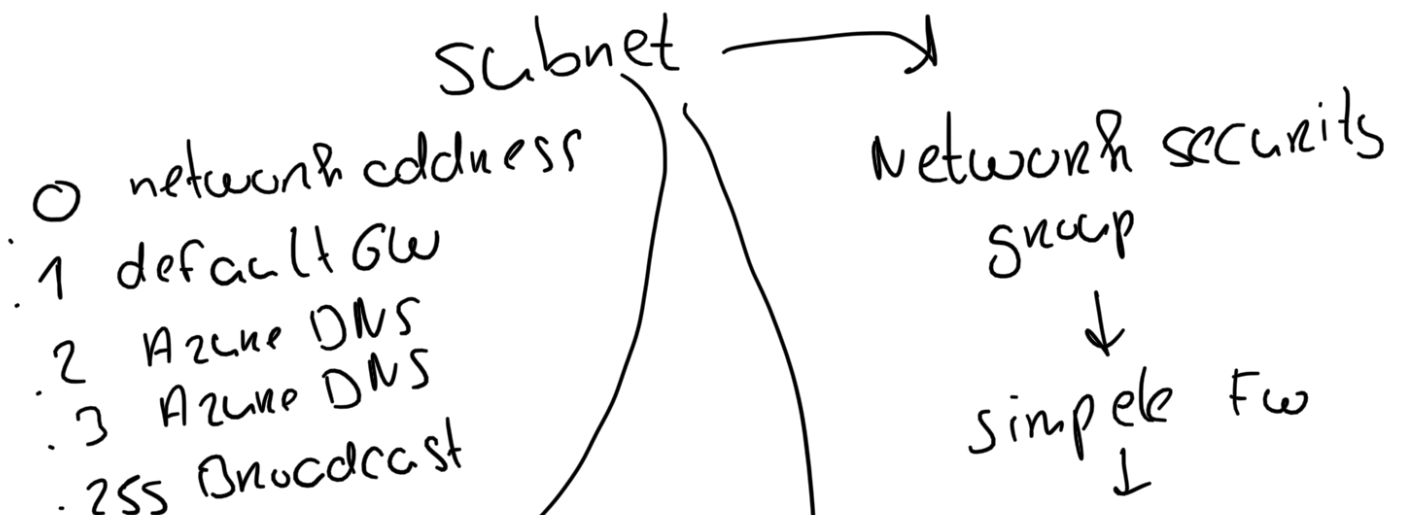 subnet
.0 network address
.1 default GW
.2 Azure DNS
.3 Azure DNS
.255 Broadcast
Network security
group
simpele FW